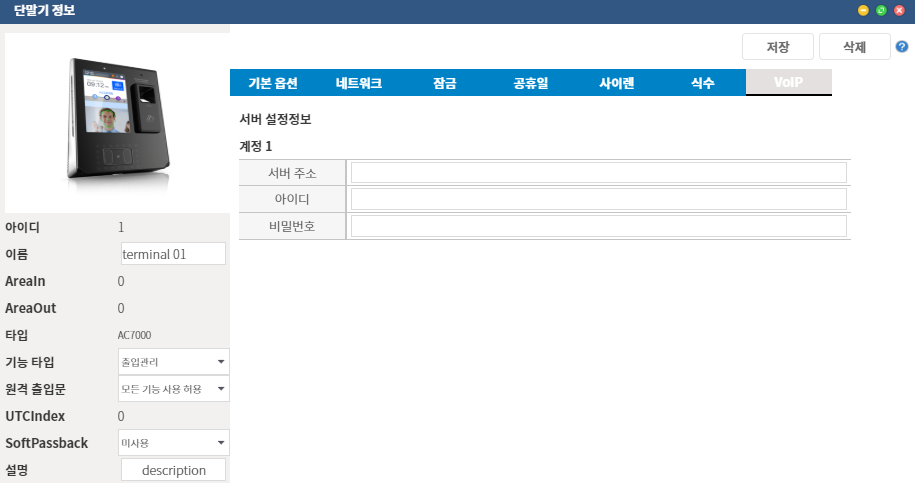 단말기 정보
저장 삭제 ?
기본 옵션 네트워크 잠금 공휴일 사이렌 식수 VoIP
서버 설정정보
계정 1
서버 주소
아이디
비밀번호
09:12
아이디 1
이름 terminal 01
AreaIn 0
AreaOut 0
타입 AC7000
기능 타입 출입관리
원격 출입문 모든 기능 사용 허용
UTCIndex 0
SoftPassback 미사용
설명 description